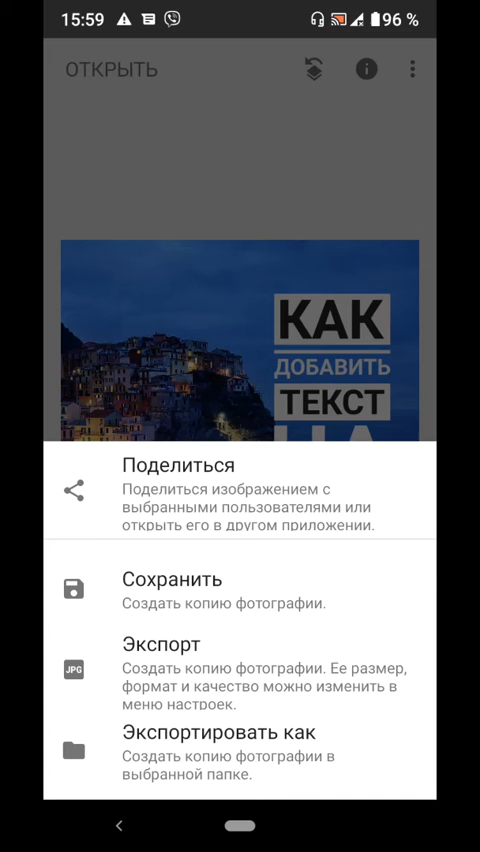 15:59
96 %
ОТКРЫТЬ
КАК
ДОБАВИТЬ
ТЕКСТ
НА
Поделиться
Поделиться изображением с
выбранными пользователями или
открыть его в другом приложении.
Сохранить
Создать копию фотографии.
JPG
Экспорт
Создать копию фотографии. Ее размер,
формат и качество можно изменить в
меню настроек.
Экспортировать как
Создать копию фотографии в
выбранной папке.